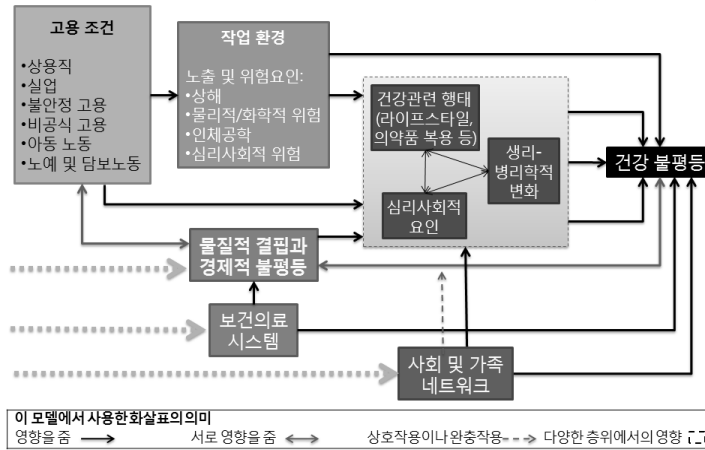 고용 조건
•상용직
•실업
•불안정 고용
•비공식 고용
•아동 노동
•노예 및 담보노동
작업 환경
노출 및 위험요인:
•상해
•물리적/화학적 위험
•인체공학
•심리사회적 위험
건강관련 행태
(라이프스타일,
의약품 복용 등)
생리-
병리학적
변화
심리사회적
요인
건강 불평등
물질적 결핍과
경제적 불평등
보건의료
시스템
사회 및 가족
네트워크
이 모델에서 사용한 화살표의 의미
영향을 줌 서로 영향을 줌 상호작용이나 완충작용 다양한 층위에서의 영향